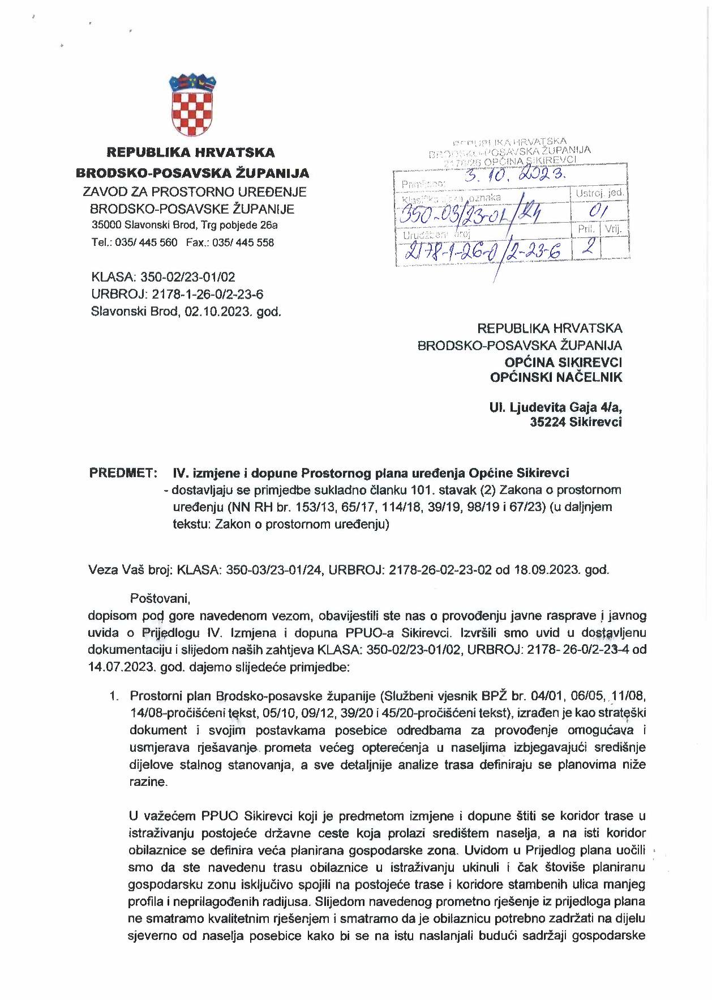 REPUBLIKA HRVATSKA
BRODSKO-POSAVSKA ŽUPANIJA
ZAVOD ZA PROSTORNO UREĐENJE
BRODSKO-POSAVSKE ŽUPANIJE
35000 Slavonski Brod, Trg pobjede 26a
Tel.: 035/ 445 560 Fax.: 035/ 445 558
KLASA: 350-02/23-01/02
URBROJ: 2178-1-26-0/2-23-6
Slavonski Brod, 02.10.2023. god.
REPUBLIKA HRVATSKA
BRODSKO-POSAVSKA ŽUPANIJA
OPĆINA SIKIREVCI
3. 10. 2023.
oznaka
Ustroj. jed.
350-03/23-01/24
01
Pril.
Vrij.
2178-1-26-0/2-23-6
2
REPUBLIKA HRVATSKA
BRODSKO-POSAVSKA ŽUPANIJA
OPĆINA SIKIREVCI
OPĆINSKI NAČELNIK
Ul. Ljudevita Gaja 4/a,
35224 Sikirevci
PREDMET: IV. izmjene i dopune Prostornog plana uređenja Općine Sikirevci
- dostavljaju se primjedbe sukladno članku 101. stavak (2) Zakona o prostornom
uređenju (NN RH br. 153/13, 65/17, 114/18, 39/19, 98/19 i 67/23) (u daljnjem
tekstu: Zakon o prostornom uređenju)
Veza Vaš broj: KLASA: 350-03/23-01/24, URBROJ: 2178-26-02-23-02 od 18.09.2023. god.
Poštovani,
dopisom pod gore navedenom vezom, obavijestili ste nas o provođenju javne rasprave i javnog
uvida o Prijedlogu IV. Izmjena i dopuna PPUO-a Sikirevci. Izvršili smo uvid u dostavljenu
dokumentaciju i slijedom naših zahtjeva KLASA: 350-02/23-01/02, URBROJ: 2178- 26-0/2-23-4 od
14.07.2023. god. dajemo slijedeće primjedbe:
1. Prostorni plan Brodsko-posavske županije (Službeni vjesnik BPŽ br. 04/01, 06/05, 11/08,
14/08-pročišćeni tekst, 05/10, 09/12, 39/20 i 45/20-pročišćeni tekst), izrađen je kao strateški
dokument i svojim postavkama posebice odredbama za provođenje omogućava i
usmjerava rješavanje prometa većeg opterećenja u naseljima izbjegavajući središnje
dijelove stalnog stanovanja, a sve detaljnije analize trasa definiraju se planovima niže
razine.
U važećem PPUO Sikirevci koji je predmetom izmjene i dopune štiti se koridor trase u
istraživanju postojeće državne ceste koja prolazi središtem naselja, a na isti koridor
obilaznice se definira veća planirana gospodarske zona. Uvidom u Prijedlog plana uočili
smo da ste navedenu trasu obilaznice u istraživanju ukinuli i čak štoviše planiranu
gospodarsku zonu isključivo spojili na postojeće trase i koridore stambenih ulica manjeg
profila i neprilagođenih radijusa. Slijedom navedenog prometno rješenje iz prijedloga plana
ne smatramo kvalitetnim rješenjem i smatramo da je obilaznicu potrebno zadržati na dijelu
sjeverno od naselja posebice kako bi se na istu naslanjali budući sadržaji gospodarske